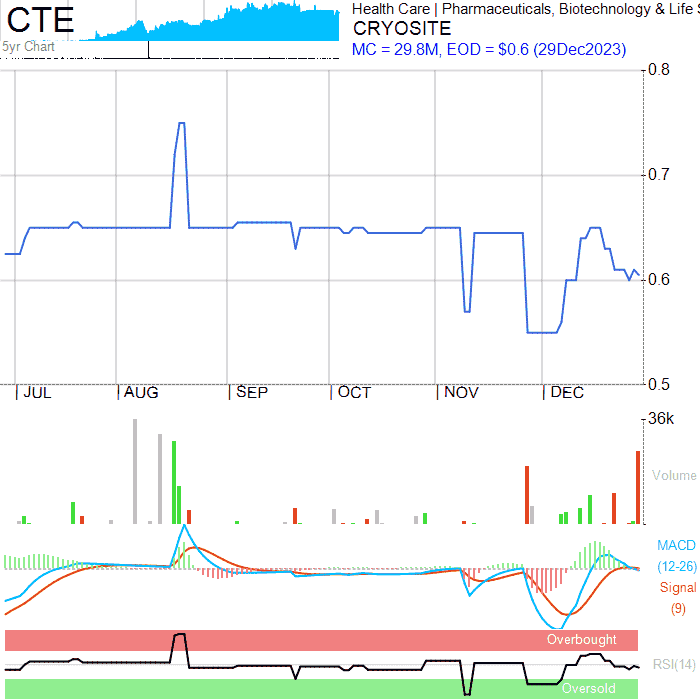 CTE
5yr Chart
Health Care | Pharmaceuticals, Biotechnology & Life
CRYOSITE
MC = 29.8M, EOD = $0.6 (29Dec2023)
0.8
0.7
0.6
0.5
| JUL | AUG | SEP | OCT | NOV | DEC
36k
Volume
MACD
(12-26)
Signal
(9)
Overbought
RSI(14)
Oversold